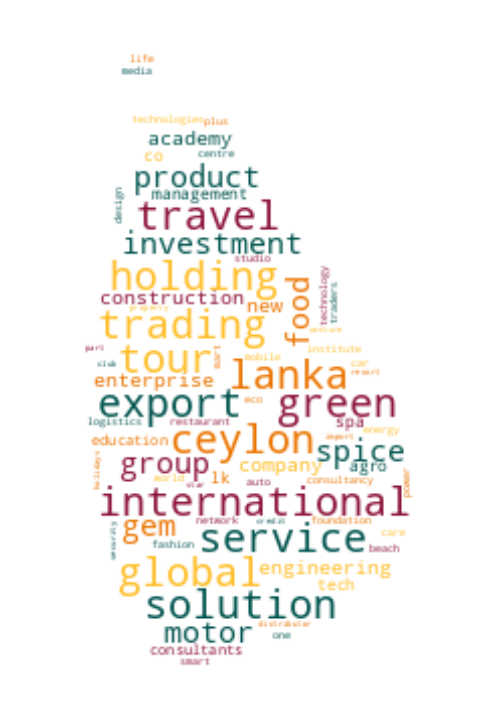 life
media
technologies plus
academy
co centre
product
management
design
travel
investment
studio
holding
technology
construction
traders
food
new
property
trading
venture
part
tour
mart
institute
mobile
club
car
lanka
resort
enterprise
export
eco
green
logistics
restaurant
spa
energy
education
ceylon
import
spice
group
company
agro
holidays
world
lk
star
auto
consultancy
power
international
gem
network
credit
foundation
security
service
care
fashion
beach
global
engineering
tech
solution
motor
distributor
one
consultants
smart